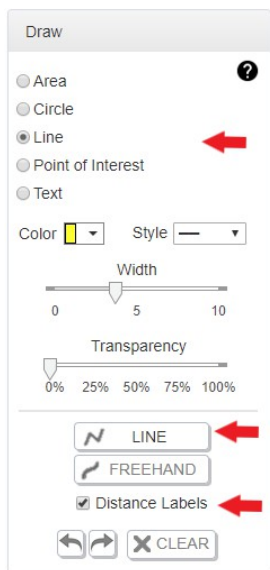 Draw
?
Area
Circle
Line
Point of Interest
Text
Color Style
Width
0 5 10
Transparency
0% 25% 50% 75% 100%
LINE
FREEHAND
Distance Labels
CLEAR